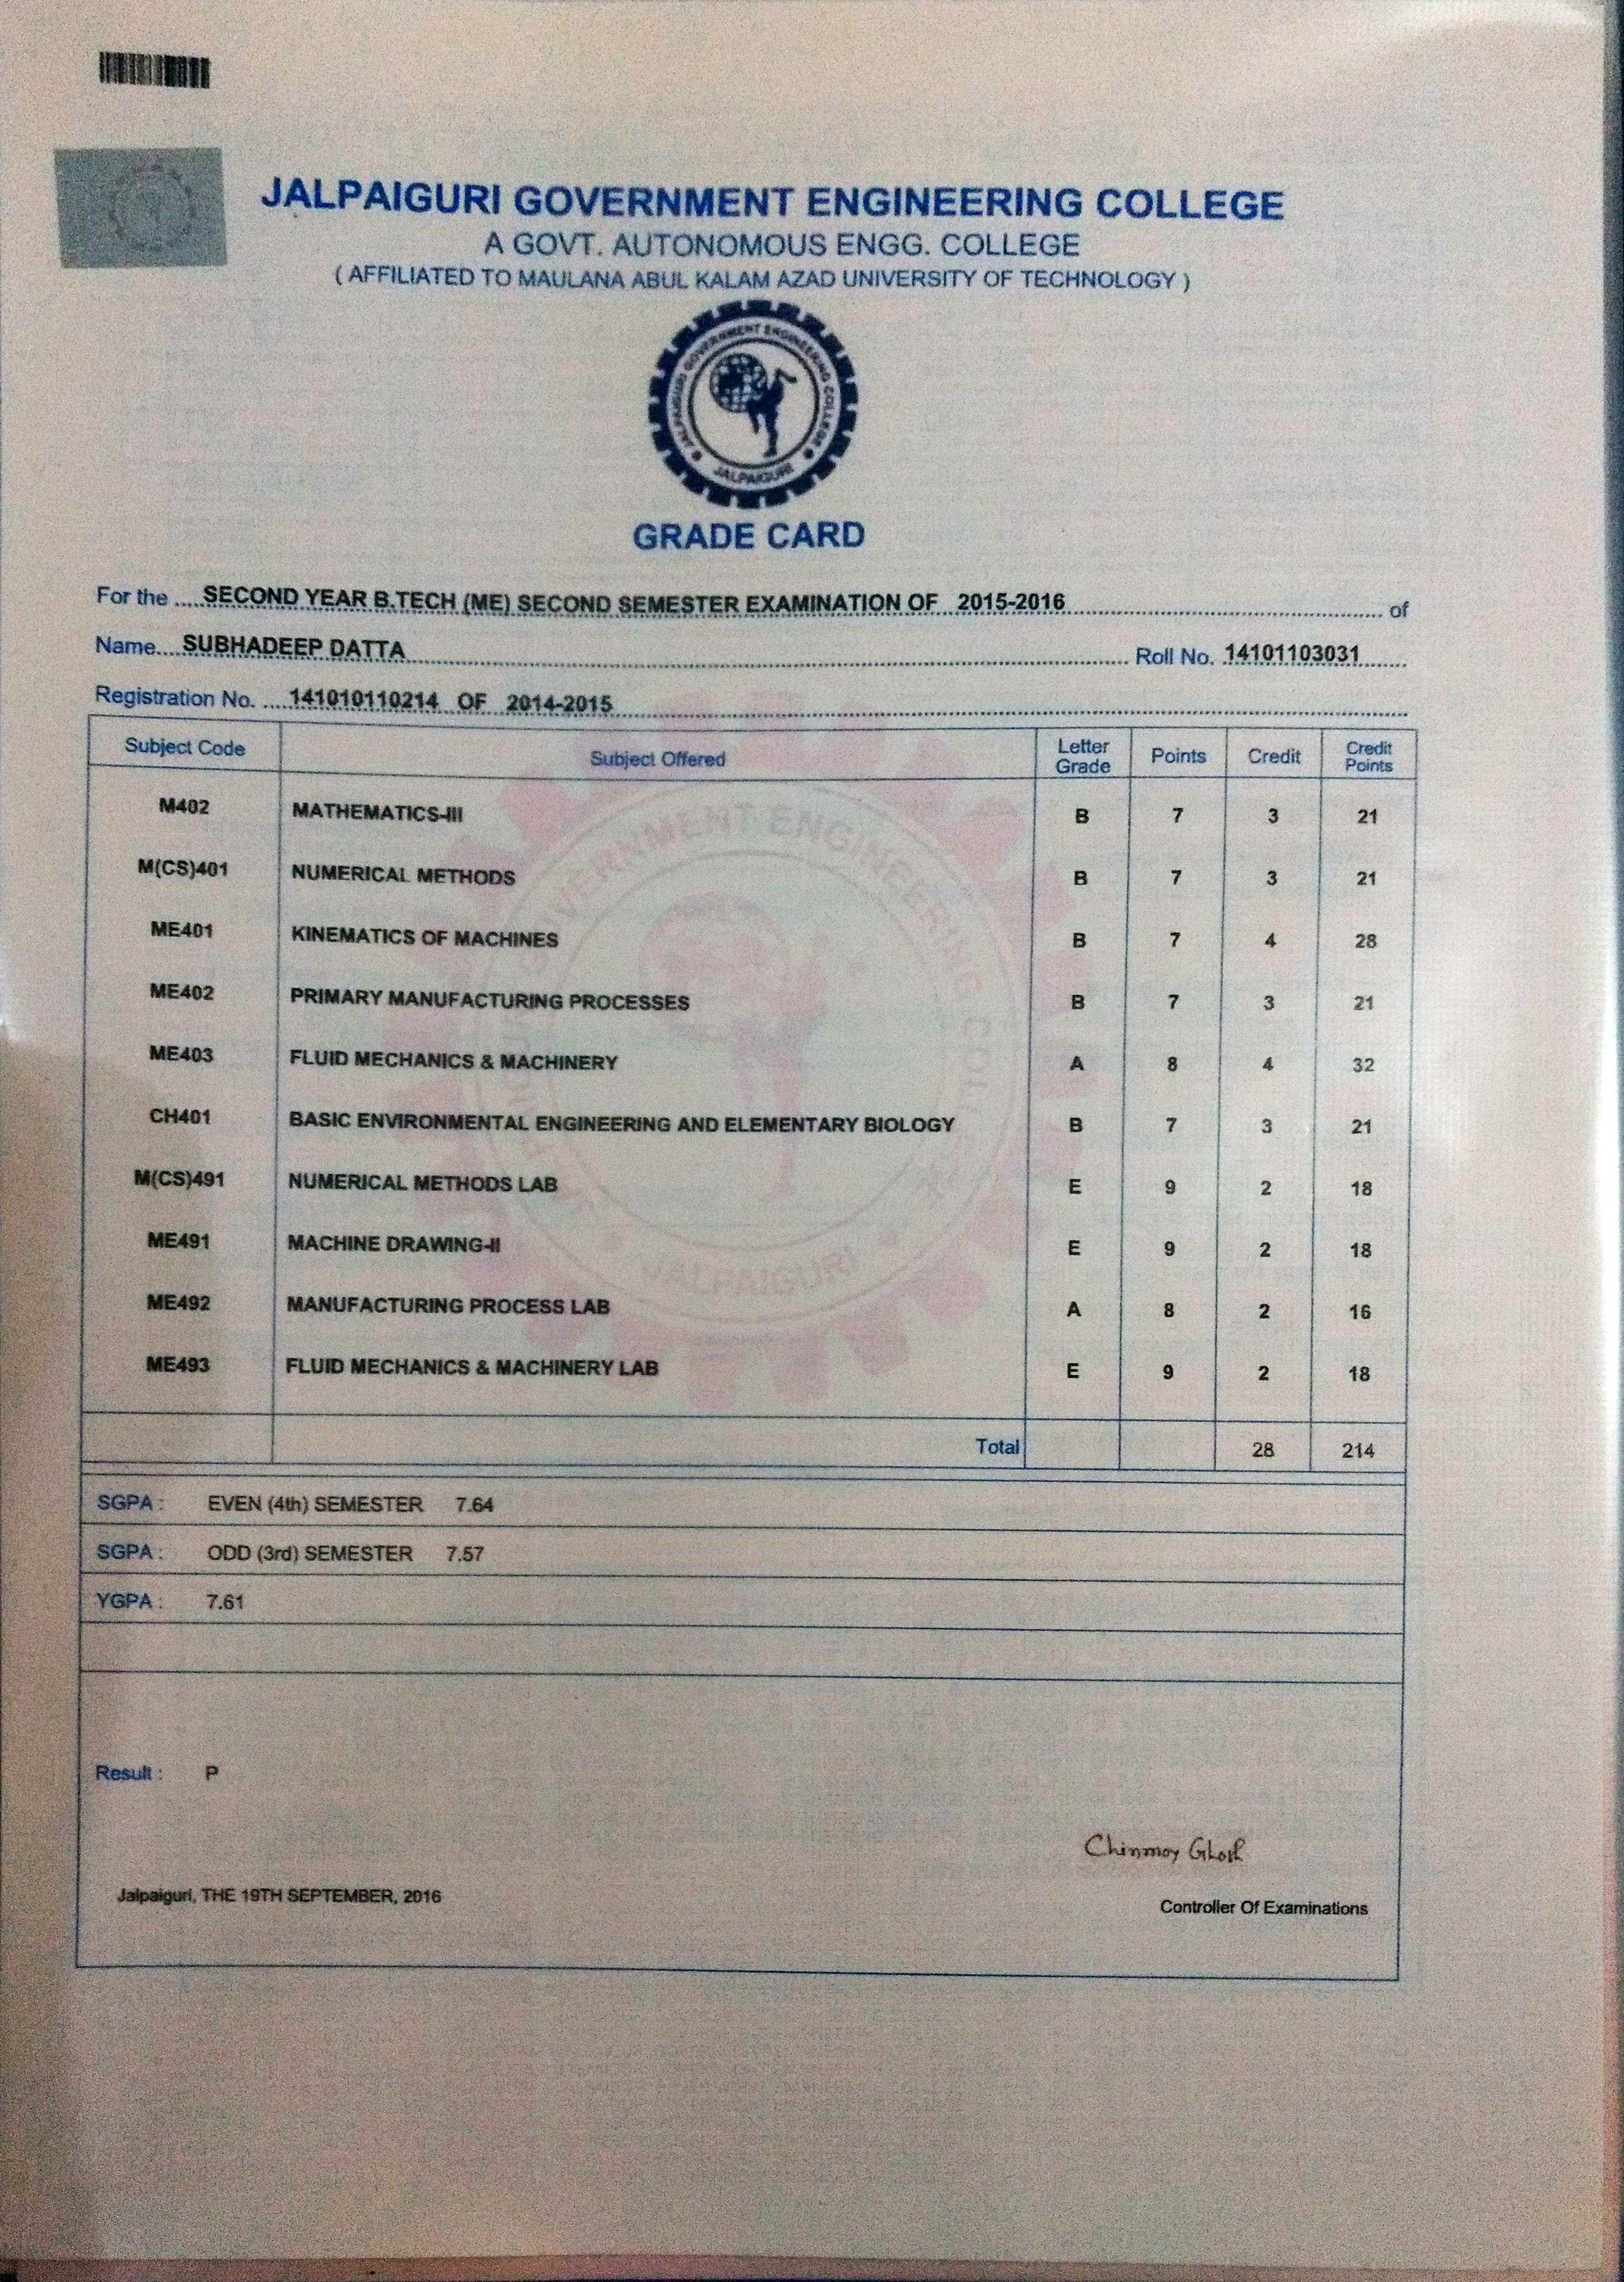 JALPAIGURI GOVERNMENT ENGINEERING COLLEGE
A GOVT. AUTONOMOUS ENGG. COLLEGE
( AFFILIATED TO MAULANA ABUL KALAM AZAD UNIVERSITY OF TECHNOLOGY )
JALPAIGURI GOVERNMENT ENGINEERING COLLEGE
JALPAIGURI
GRADE CARD
For the ..... SECOND YEAR B.TECH (ME) SECOND SEMESTER EXAMINATION OF 2015-2016 ..... of
Name.... SUBHADEEP DATTA ..... Roll No. 14101103031
Registration No. ..... 141010110214 OF 2014-2015
Subject Code Subject Offered Letter Grade Points Credit Credit Points
M402 MATHEMATICS-III B 7 3 21
M(CS)401 NUMERICAL METHODS B 7 3 21
ME401 KINEMATICS OF MACHINES B 7 4 28
ME402 PRIMARY MANUFACTURING PROCESSES B 7 3 21
ME403 FLUID MECHANICS & MACHINERY A 8 4 32
CH401 BASIC ENVIRONMENTAL ENGINEERING AND ELEMENTARY BIOLOGY B 7 3 21
M(CS)491 NUMERICAL METHODS LAB E 9 2 18
ME491 MACHINE DRAWING-II E 9 2 18
ME492 MANUFACTURING PROCESS LAB A 8 2 16
ME493 FLUID MECHANICS & MACHINERY LAB E 9 2 18
Total 28 214
SGPA : EVEN (4th) SEMESTER 7.64
SGPA : ODD (3rd) SEMESTER 7.57
YGPA : 7.61
Result : P
Chinmoy Ghosh
Jalpaiguri, THE 19TH SEPTEMBER, 2016
Controller Of Examinations